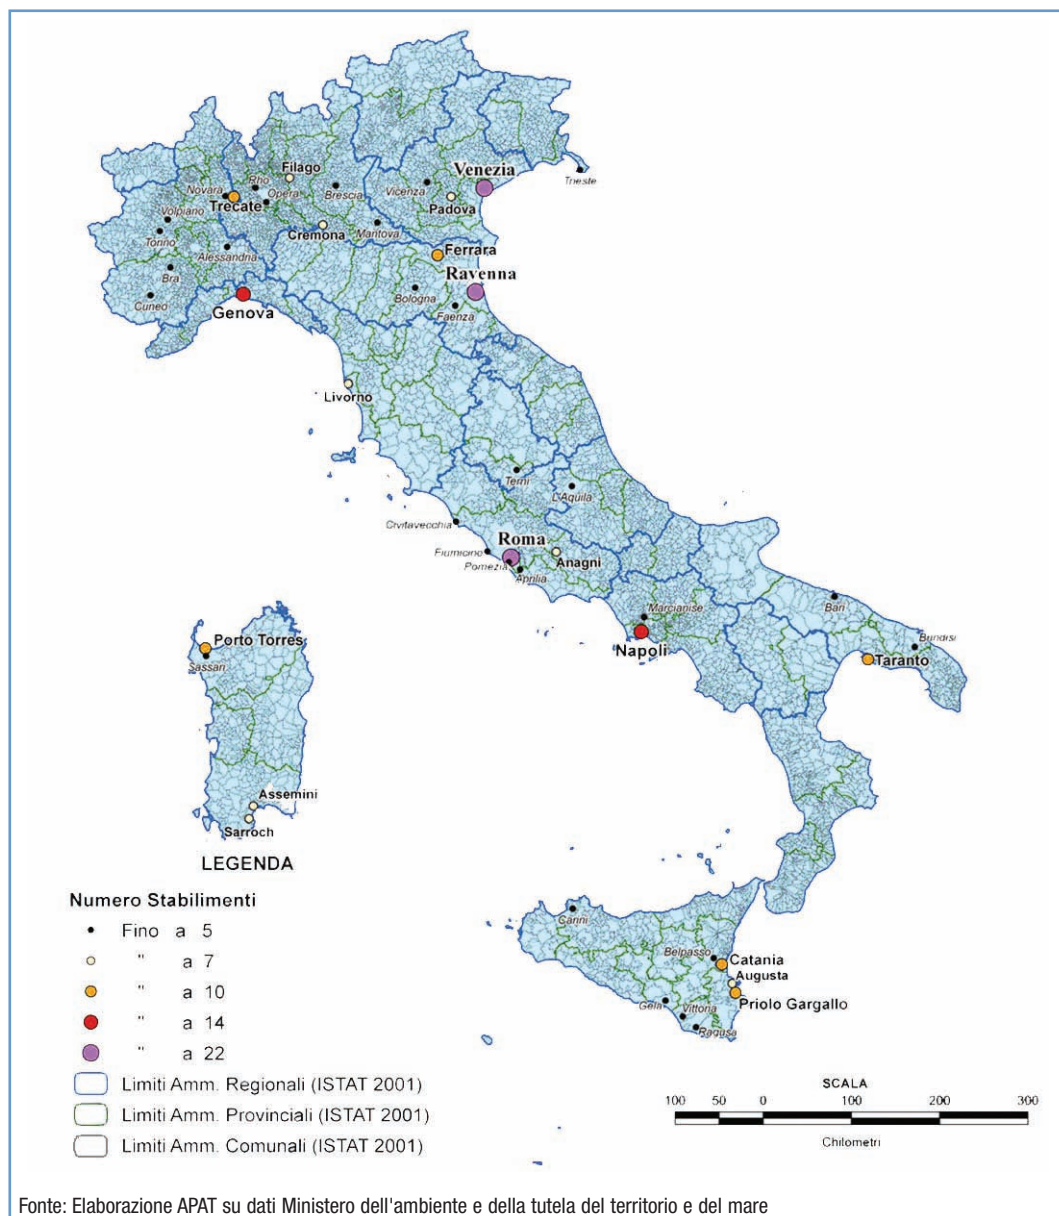 Trieste
Venezia
Vicenza
Padova
Filago
Rho
Opera
Brescia
Novara
Trecate
Volpiano
Torino
Cremona
Mantova
Alessandria
Bra
Cuneo
Genova
Ferrara
Ravenna
Bologna
Faenza
Livorno
Terni
L'Aquila
Civitavecchia
Roma
Fiumicino
Pomezia
Aprilia
Anagni
Marcianise
Napoli
Bari
Brindisi
Taranto
Porto Torres
Sassari
Assemini
Sarroch
Carini
Belpasso
Catania
Augusta
Priolo Gargallo
Gela
Vittoria
Ragusa
LEGENDA
Numero Stabilimenti
Fino a 5
" a 7
" a 10
" a 14
" a 22
Limiti Amm. Regionali (ISTAT 2001)
Limiti Amm. Provinciali (ISTAT 2001)
Limiti Amm. Comunali (ISTAT 2001)
SCALA
100 50 0 100 200 300
Chilometri
Fonte: Elaborazione APAT su dati Ministero dell'ambiente e della tutela del territorio e del mare